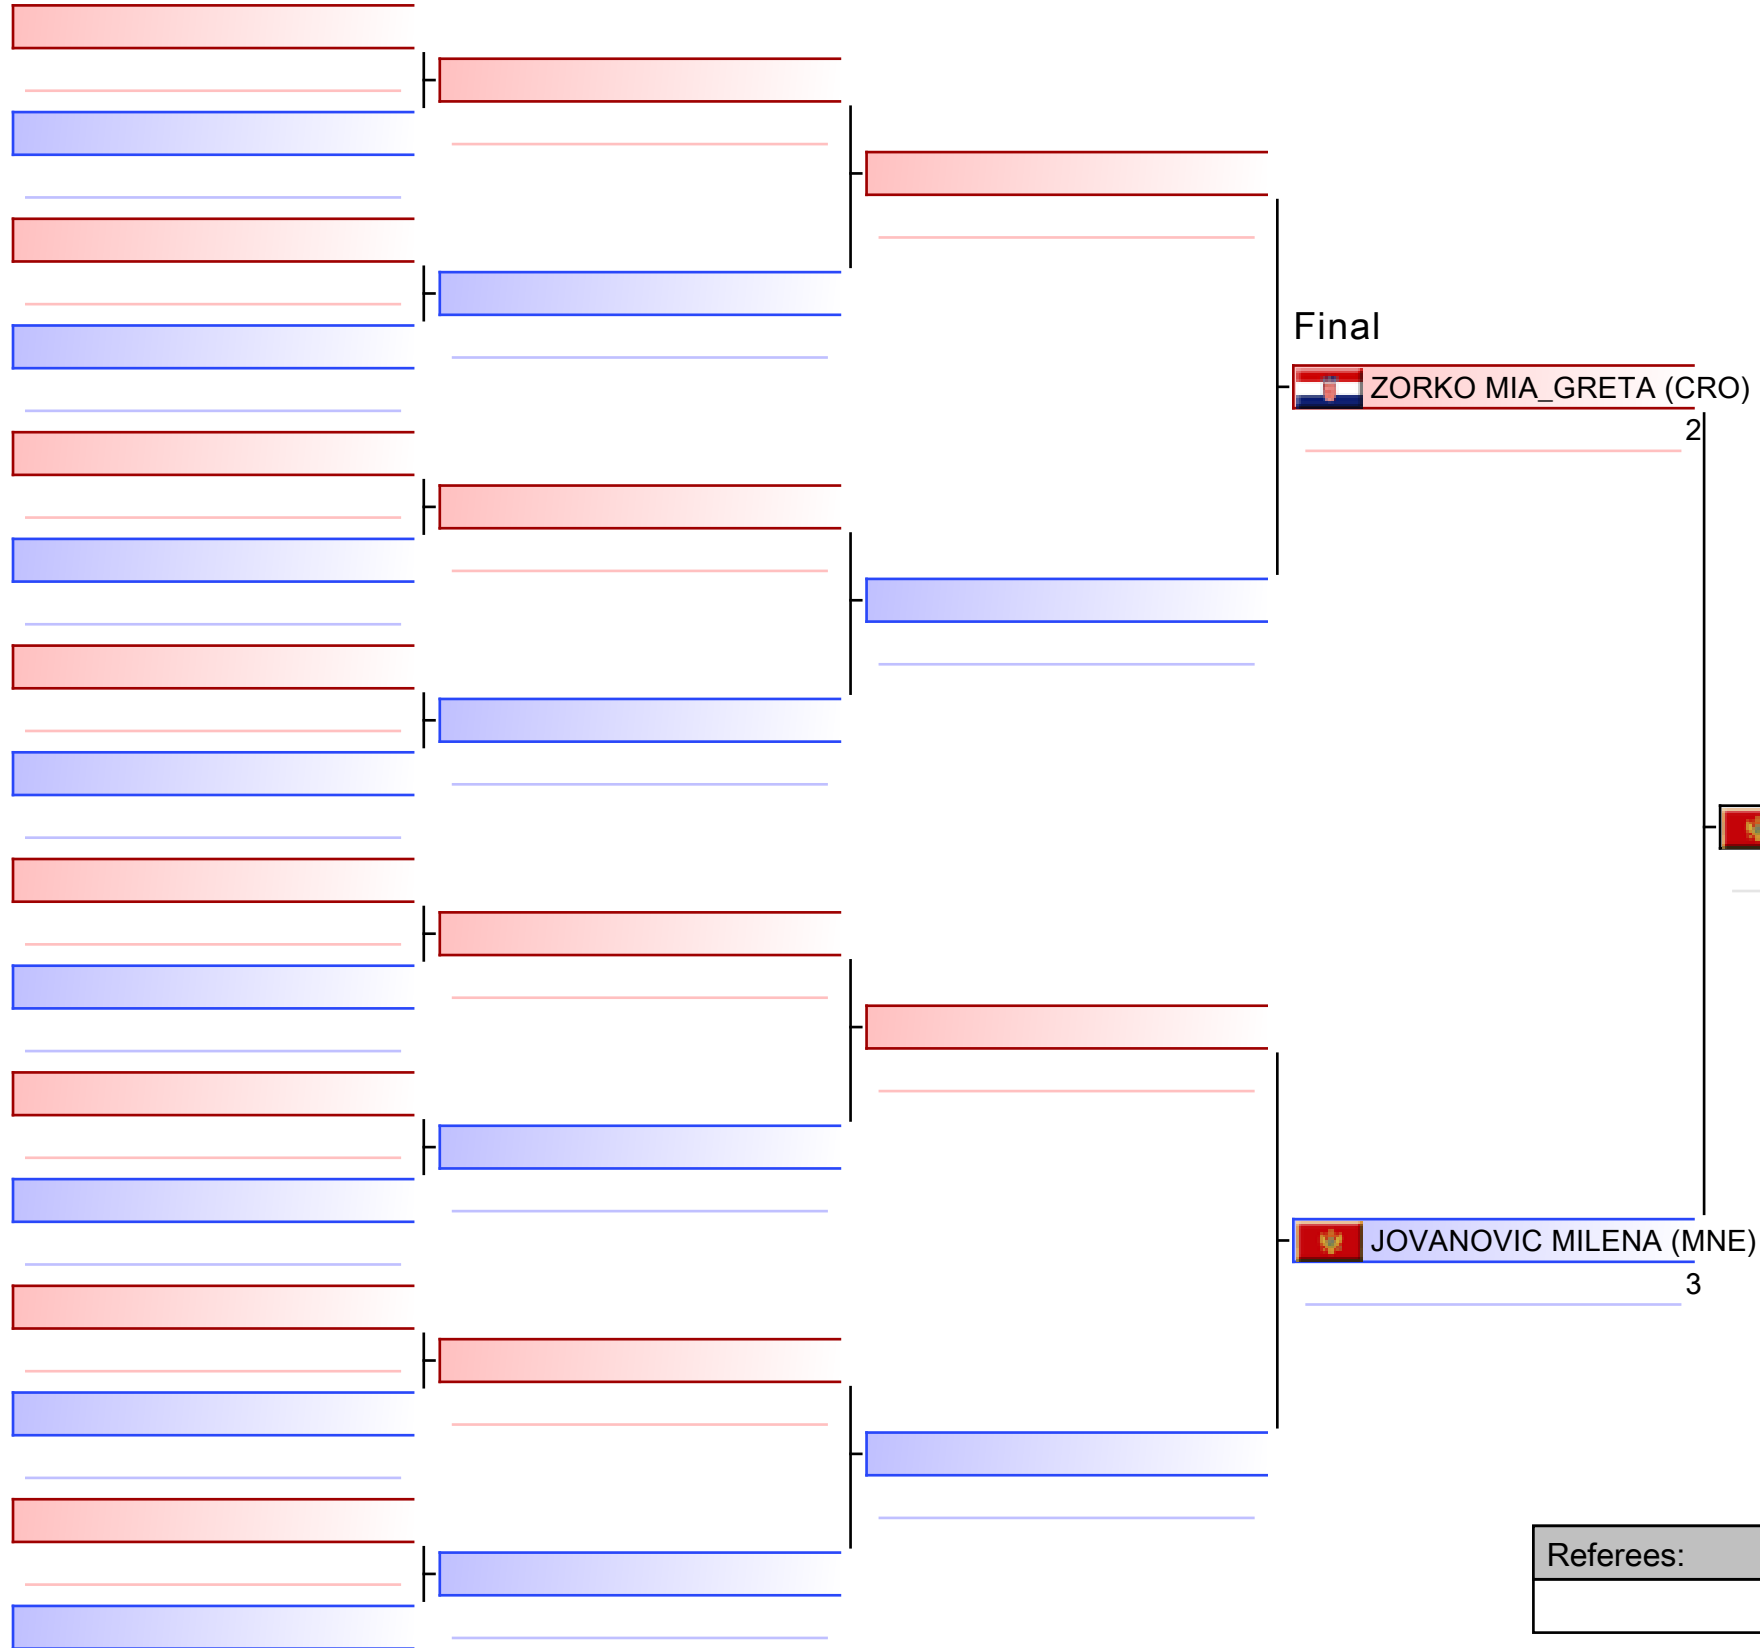 Final
ZORKO MIA_GRETA (CRO)
2
JOVANOVIC MILENA (MNE)
3
Referees: